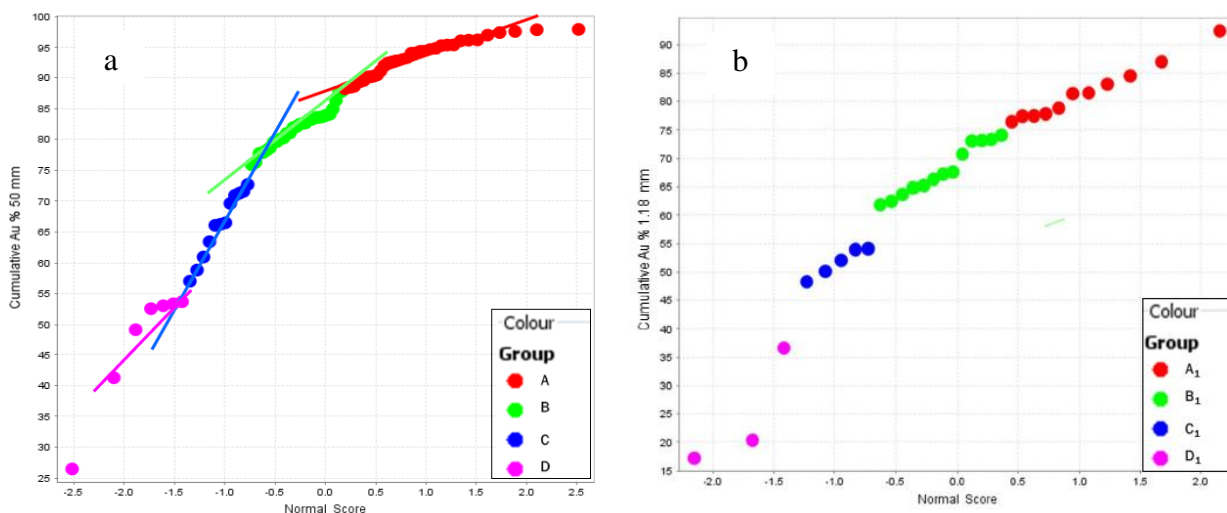 a
Cumulative Au % 50 mm
100
95
90
85
80
75
70
65
60
55
50
45
40
35
30
25
-2.5 -2.0 -1.5 -1.0 -0.5 0.0 0.5 1.0 1.5 2.0 2.5
Normal Score
Colour
Group
A
B
C
D
b
Cumulative Au % 1.18 mm
95
90
85
80
75
70
65
60
55
50
45
40
35
30
25
20
15
-2.0 -1.5 -1.0 -0.5 0.0 0.5 1.0 1.5 2.0
Normal Score
Colour
Group
A₁
B₁
C₁
D₁